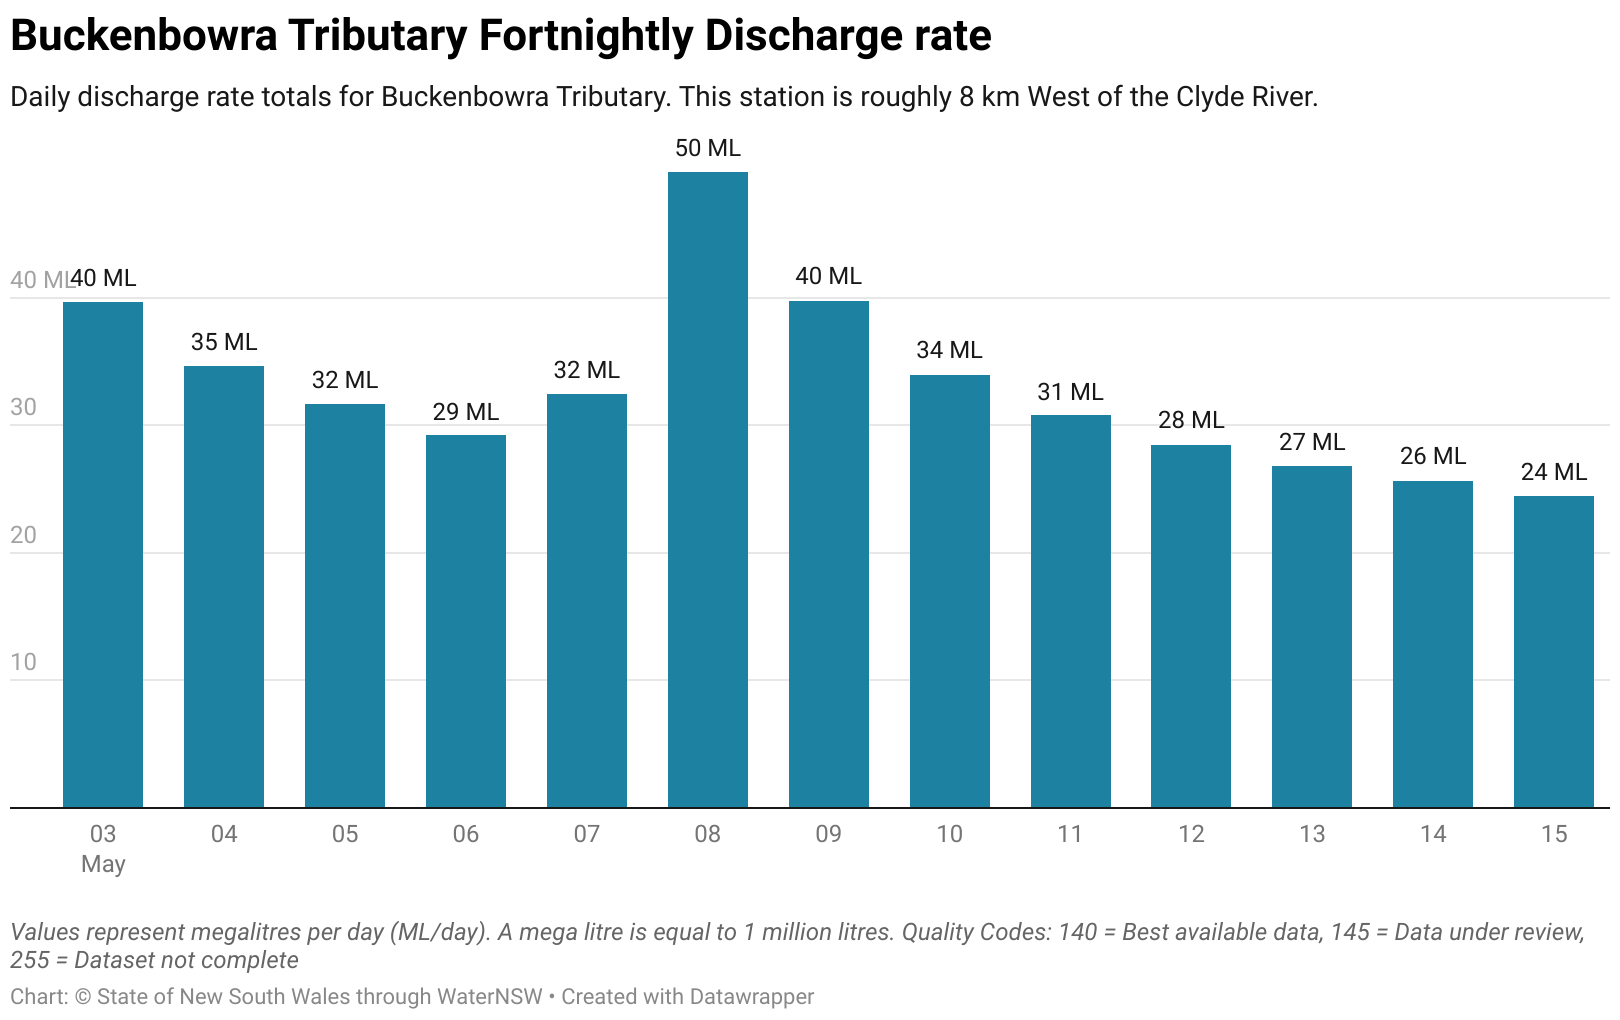 Buckenbowra Tributary Fortnightly Discharge rate
Daily discharge rate totals for Buckenbowra Tributary. This station is roughly 8 km West of the Clyde River.
50 ML
40 ML
40 ML
40 ML
35 ML
34 ML
32 ML
32 ML
31 ML
30
29 ML
28 ML
27 ML
26 ML
24 ML
20
10
03 04 05 06 07 08 09 10 11 12 13 14 15
May
Values represent megalitres per day (ML/day). A mega litre is equal to 1 million litres. Quality Codes: 140 = Best available data, 145 = Data under review,
255 = Dataset not complete
Chart: © State of New South Wales through WaterNSW • Created with Datawrapper